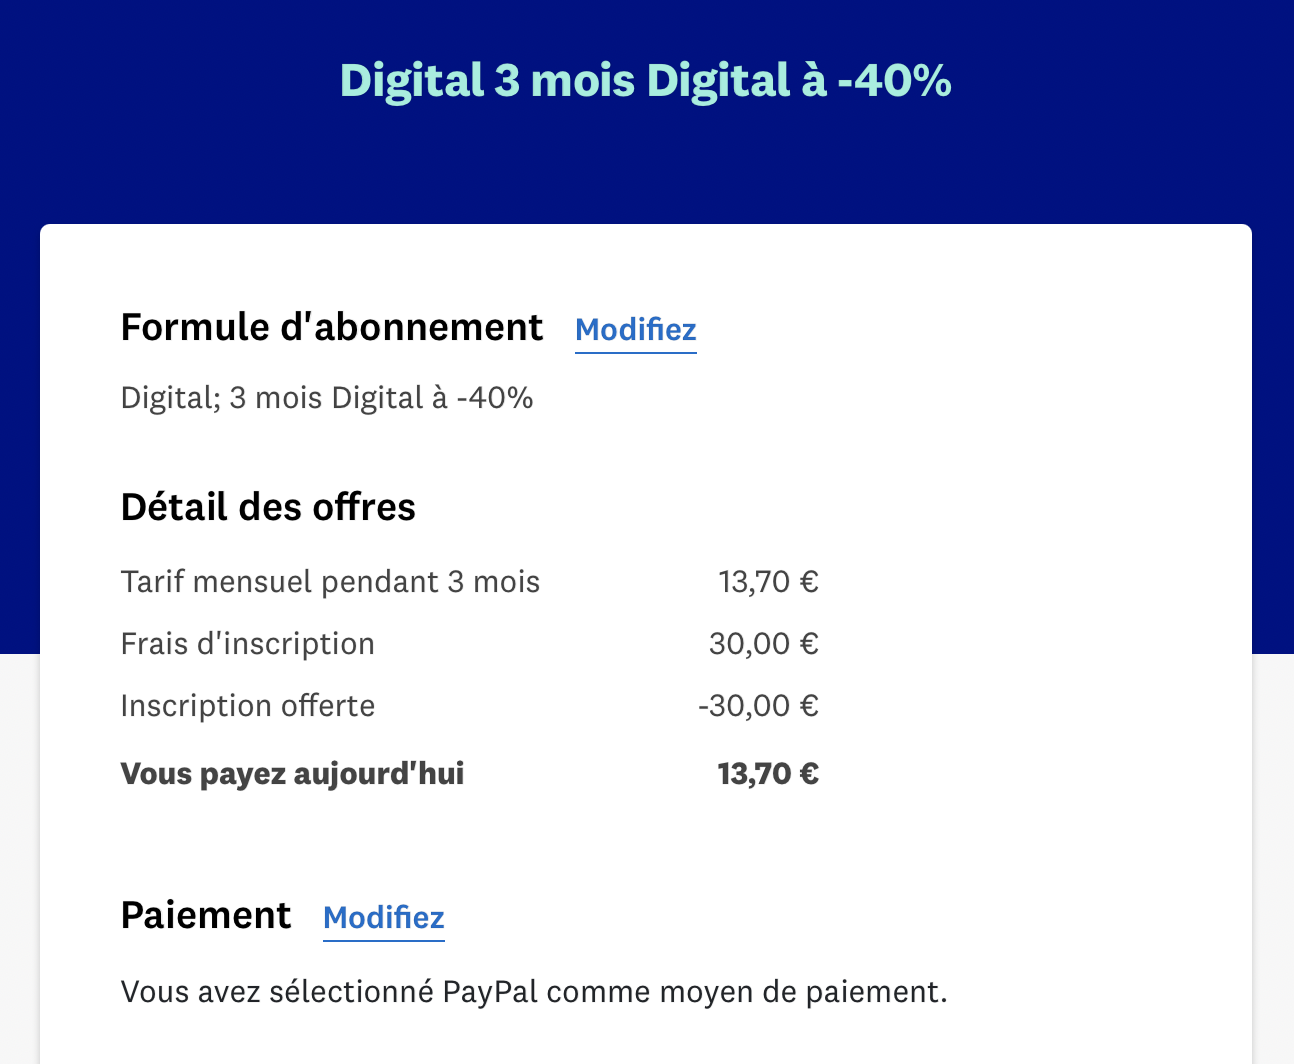 Digital 3 mois Digital à -40%
Formule d'abonnement Modifiez
Digital; 3 mois Digital à -40%
Détail des offres
Tarif mensuel pendant 3 mois 13,70 €
Frais d'inscription 30,00 €
Inscription offerte -30,00 €
Vous payez aujourd'hui 13,70 €
Paiement Modifiez
Vous avez sélectionné PayPal comme moyen de paiement.